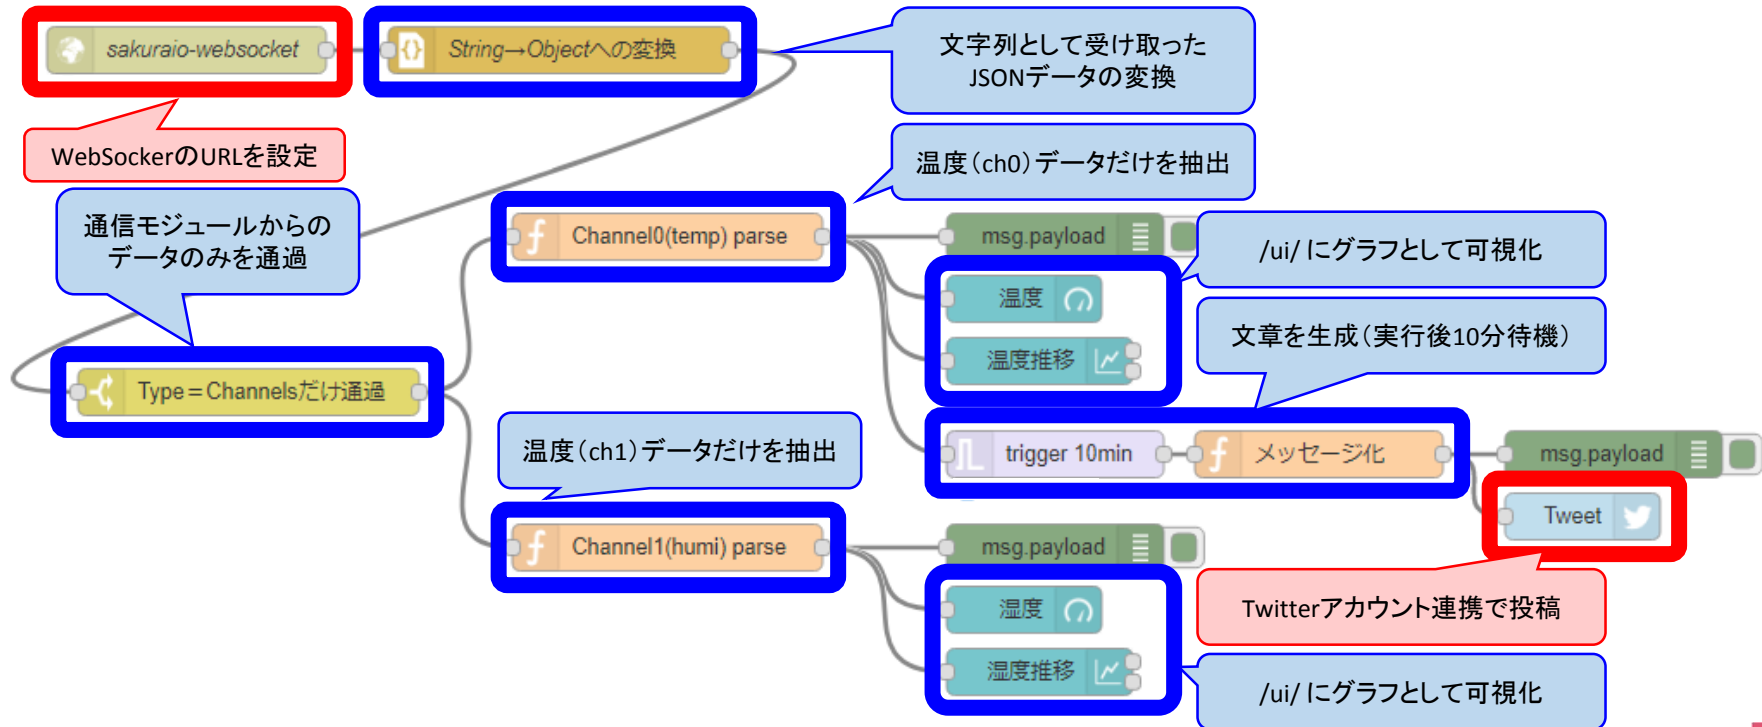 sakuraio-websocket
String→Objectへの変換
文字列として受け取った
JSONデータの変換
WebSockerのURLを設定
温度（ch0）データだけを抽出
通信モジュールからの
データのみを通過
Channel0(temp) parse
msg.payload
/ui/ にグラフとして可視化
温度
文章を生成（実行後10分待機）
温度推移
Type＝Channelsだけ通過
温度（ch1）データだけを抽出
trigger 10min
メッセージ化
msg.payload
Tweet
Channel1(humi) parse
msg.payload
湿度
Twitterアカウント連携で投稿
湿度推移
/ui/ にグラフとして可視化